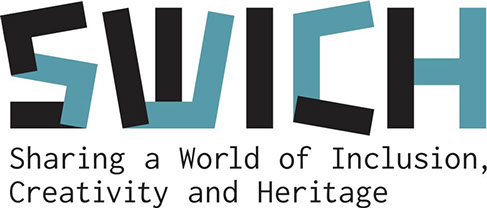 SWICH
Sharing a World of Inclusion,
Creativity and Heritage